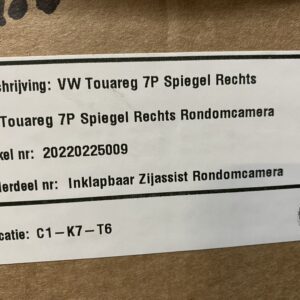 chrijving: VW Touareg 7P Spiegel Rechts
Touareg 7P Spiegel Rechts Rondomcamera
kel nr: 20220225009
derdeel nr: Inklapbaar Zijassist Rondomcamera
catie: C1-K7-T6